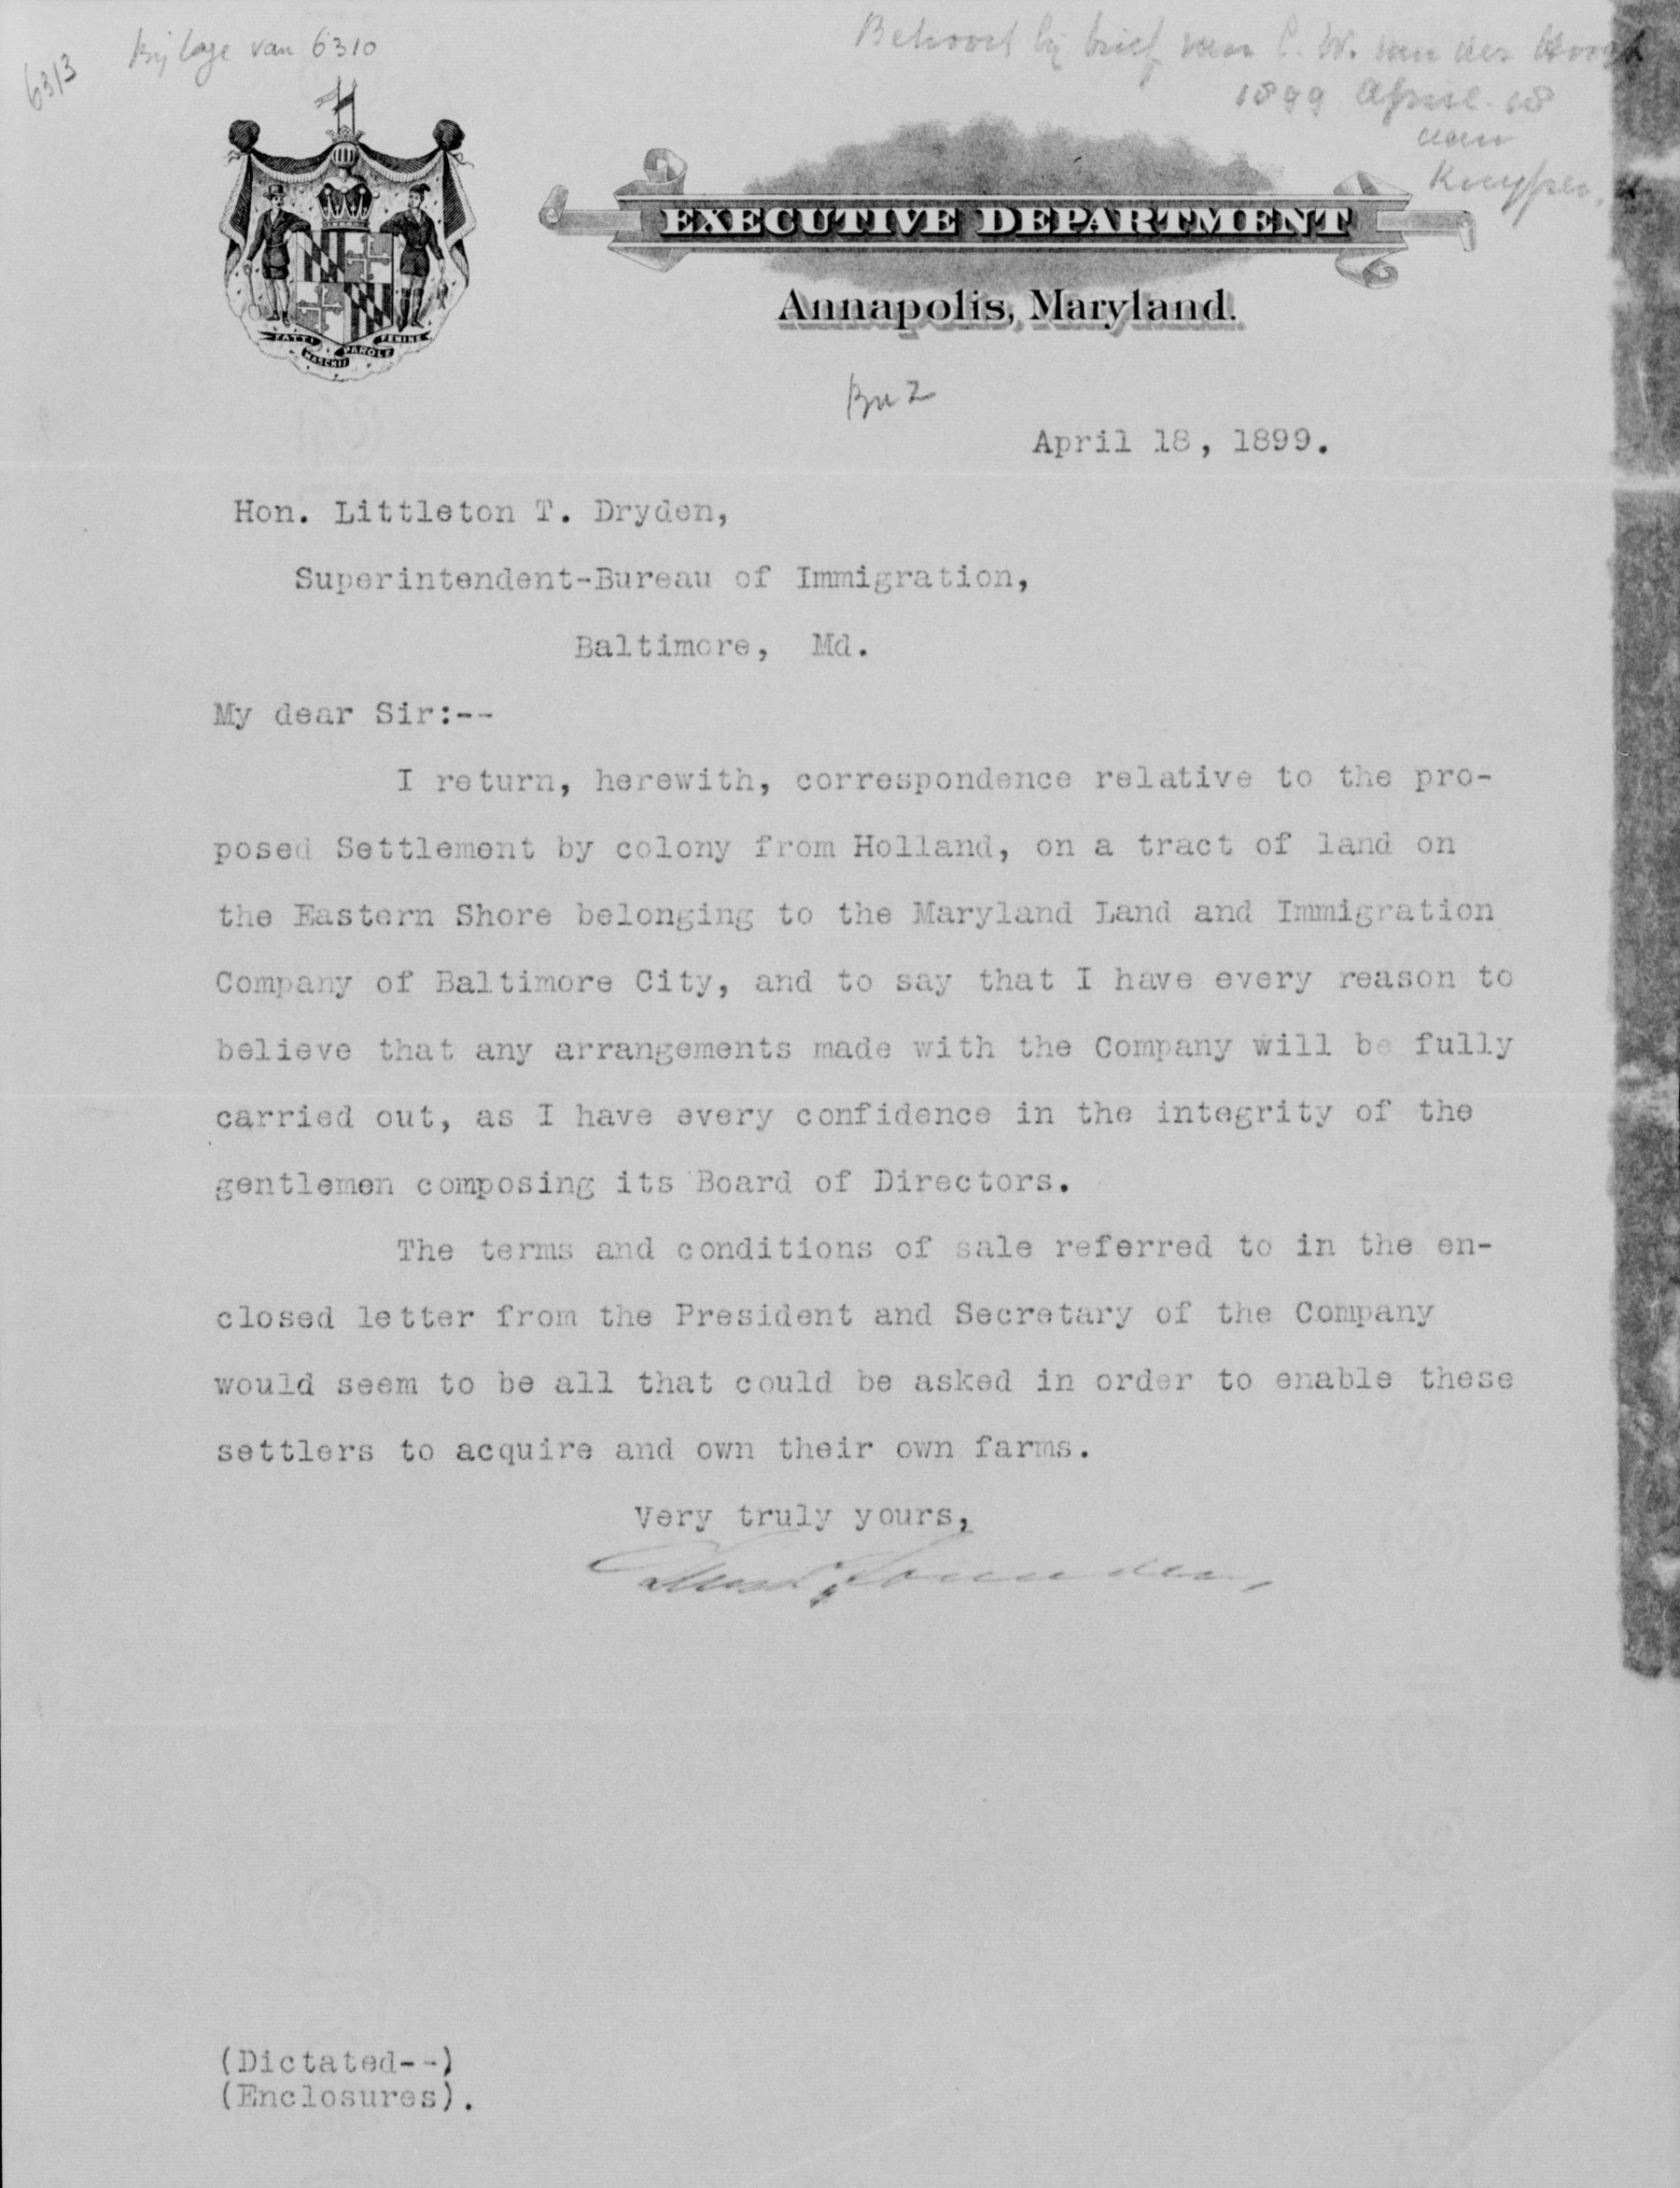 6313
Bijlage van 6310
Behoort bij brief van C. W. van der Hoogt
1899 April 18
aan
Kuyper.
EXECUTIVE DEPARTMENT
Annapolis, Maryland.
FATTI MASCHII PAROLE FEMINE
April 18, 1899.
Hon. Littleton T. Dryden,
Superintendent-Bureau of Immigration,
Baltimore, Md.
My dear Sir:--
I return, herewith, correspondence relative to the pro-
posed Settlement by colony from Holland, on a tract of land on
the Eastern Shore belonging to the Maryland Land and Immigration
Company of Baltimore City, and to say that I have every reason to
believe that any arrangements made with the Company will be fully
carried out, as I have every confidence in the integrity of the
gentlemen composing its Board of Directors.
The terms and conditions of sale referred to in the en-
closed letter from the President and Secretary of the Company
would seem to be all that could be asked in order to enable these
settlers to acquire and own their own farms.
Very truly yours,
(Dictated--)
(Enclosures).